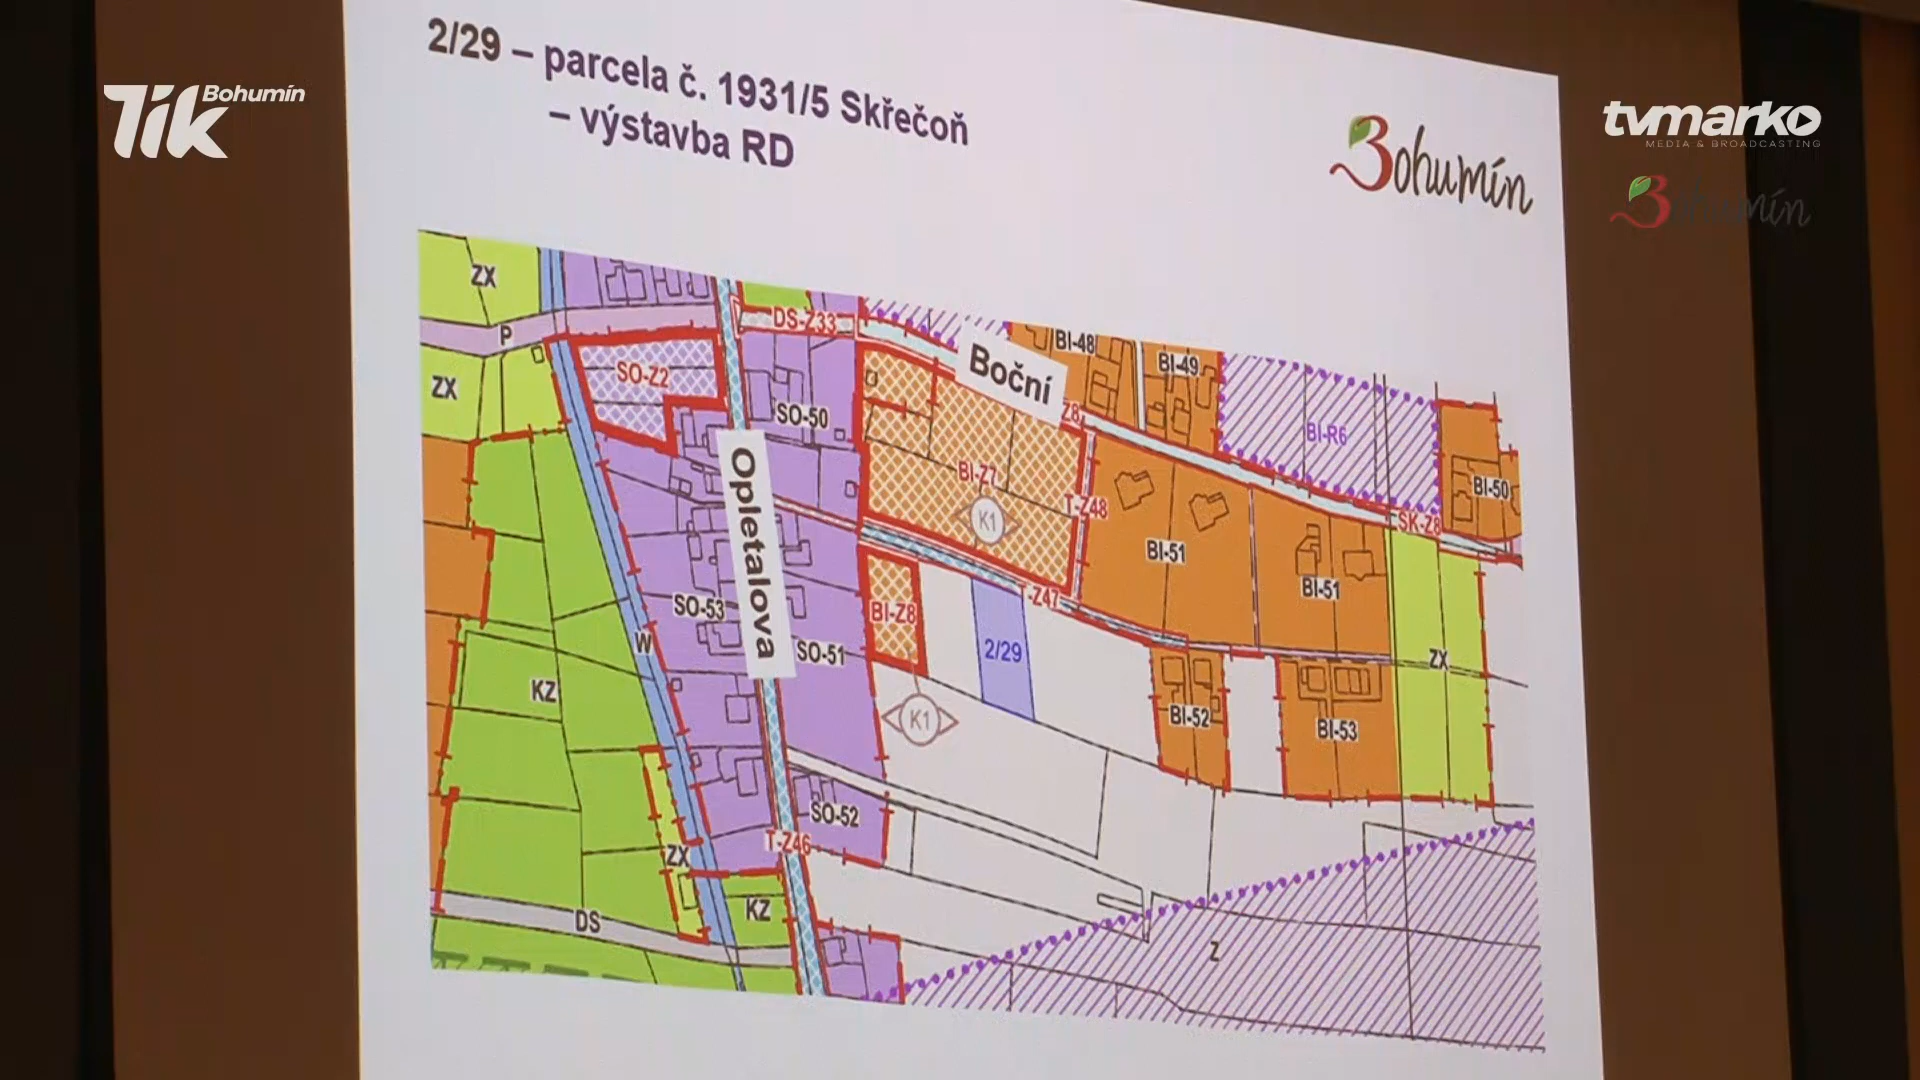 Tik Bohumín
tvmarko
MEDIA & BROADCASTING
Bohumín
2/29 – parcela č. 1931/5 Skřečoň
– výstavba RD
Bohumín
ZX
P
DS-Z33
BI-48
BI-49
Boční
SO-Z2
ZX
SO-50
Z8
BI-R6
BI-50
BI-Z7
T-Z48
K1
SK-Z8
Opletalova
BI-51
BI-51
SO-53
BI-Z8
T-Z47
W
SO-51
2/29
ZX
KZ
K1
BI-52
BI-53
SO-52
T-Z46
ZX
KZ
DS
Z